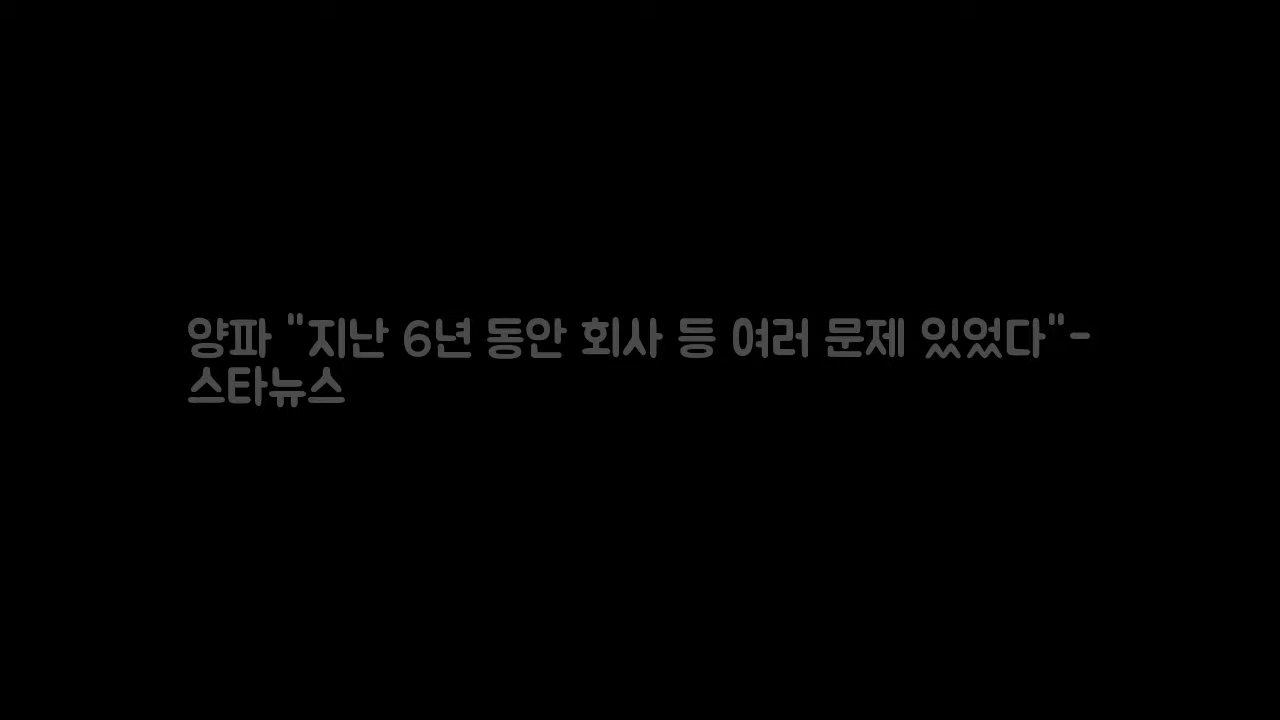 양파 "지난 6년 동안 회사 등 여러 문제 있었다"-
스타뉴스